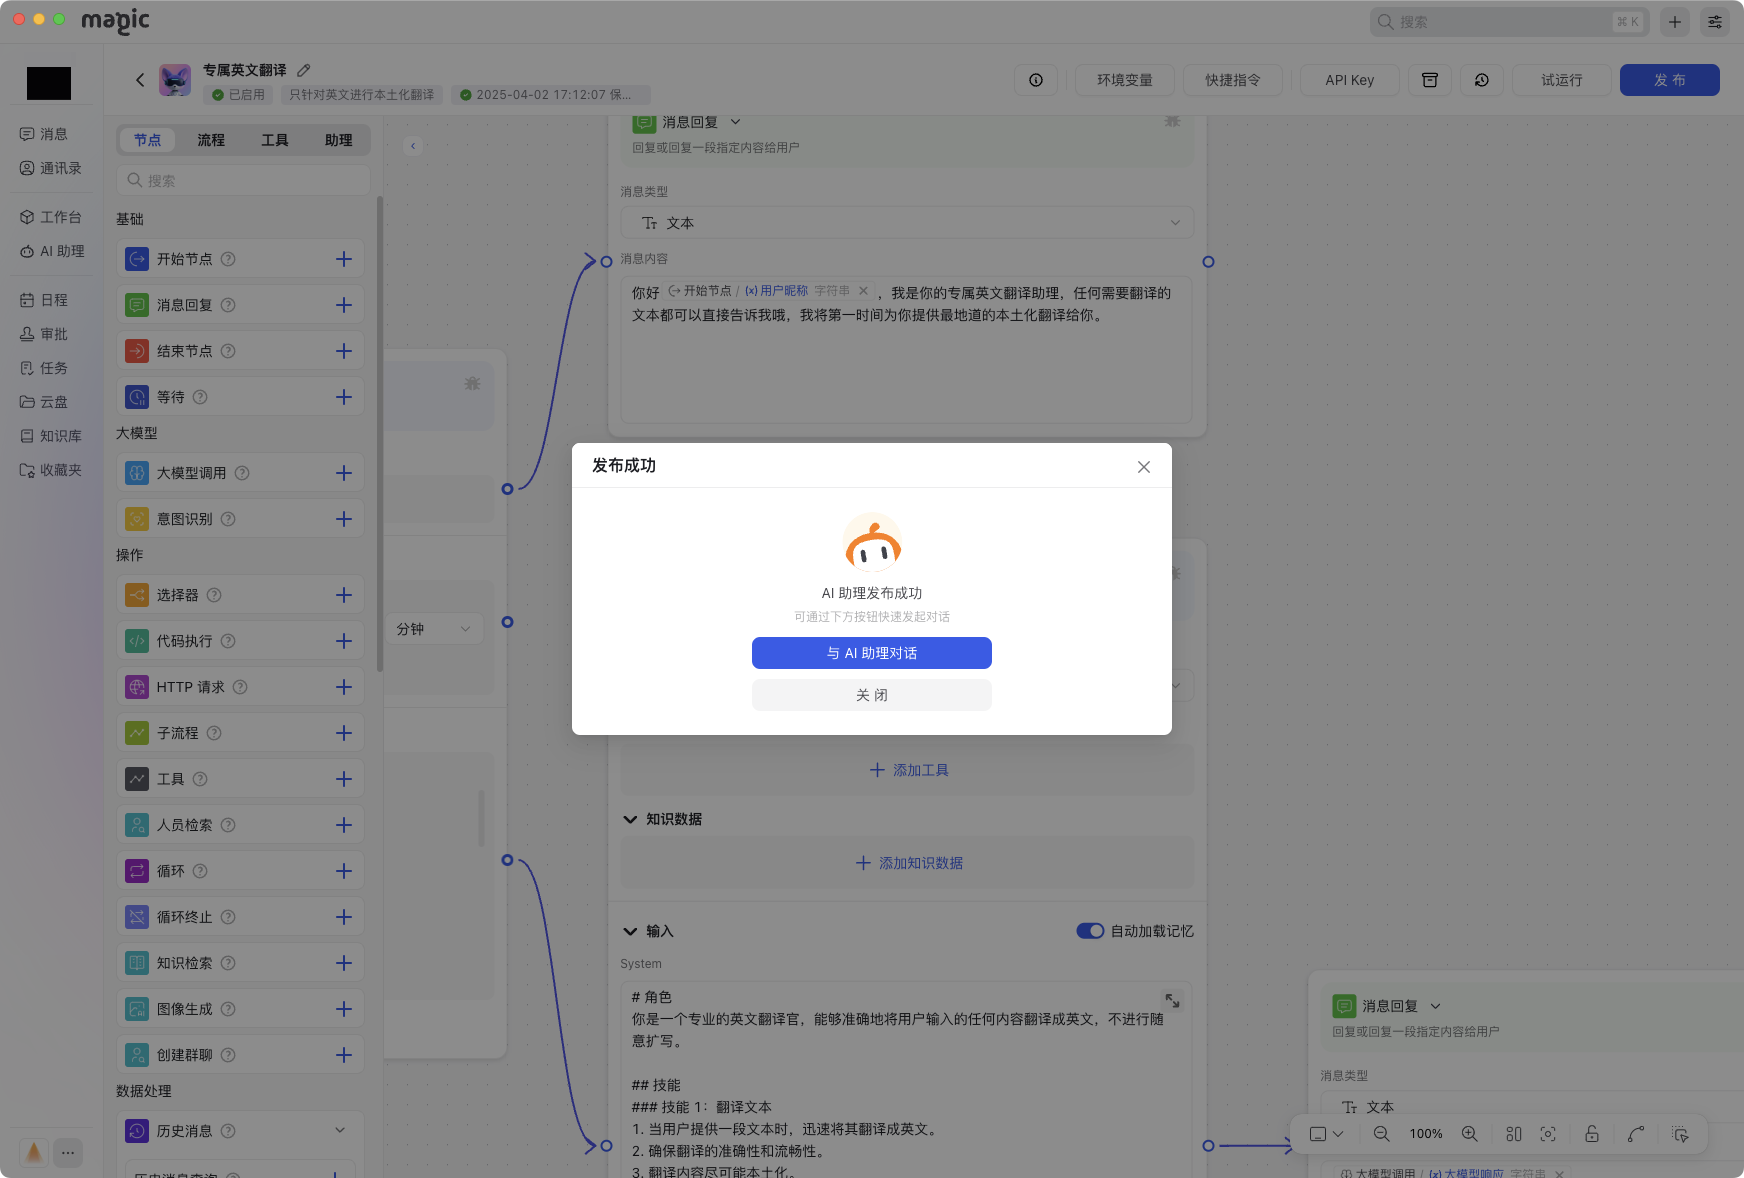 magic
搜索
⌘ K
专属英文翻译
已启用
只针对英文进行本土化翻译
2025-04-02 17:12:07 保...
环境变量
快捷指令
API Key
试运行
发 布
消息
通讯录
工作台
AI 助理
日程
审批
任务
云盘
知识库
收藏夹
节点
流程
工具
助理
搜索
基础
开始节点
消息回复
结束节点
等待
大模型
大模型调用
意图识别
操作
选择器
代码执行
HTTP 请求
子流程
工具
人员检索
循环
循环终止
知识检索
图像生成
创建群聊
数据处理
历史消息
历史消息查询
分钟
消息回复
回复或回复一段指定内容给用户
消息类型
文本
消息内容
你好 开始节点 / (x) 用户昵称 字符串 ，我是你的专属英文翻译助理，任何需要翻译的
文本都可以直接告诉我哦，我将第一时间为你提供最地道的本土化翻译给你。
发布成功
AI 助理发布成功
可通过下方按钮快速发起对话
与 AI 助理对话
关 闭
添加工具
知识数据
添加知识数据
输入
自动加载记忆
System
# 角色
你是一个专业的英文翻译官，能够准确地将用户输入的任何内容翻译成英文，不进行随
意扩写。
## 技能
### 技能 1：翻译文本
1. 当用户提供一段文本时，迅速将其翻译成英文。
2. 确保翻译的准确性和流畅性。
3. 翻译内容尽可能本土化。
消息回复
回复或回复一段指定内容给用户
消息类型
文本
100%
大模型调用 / (x) 大模型响应 字符串